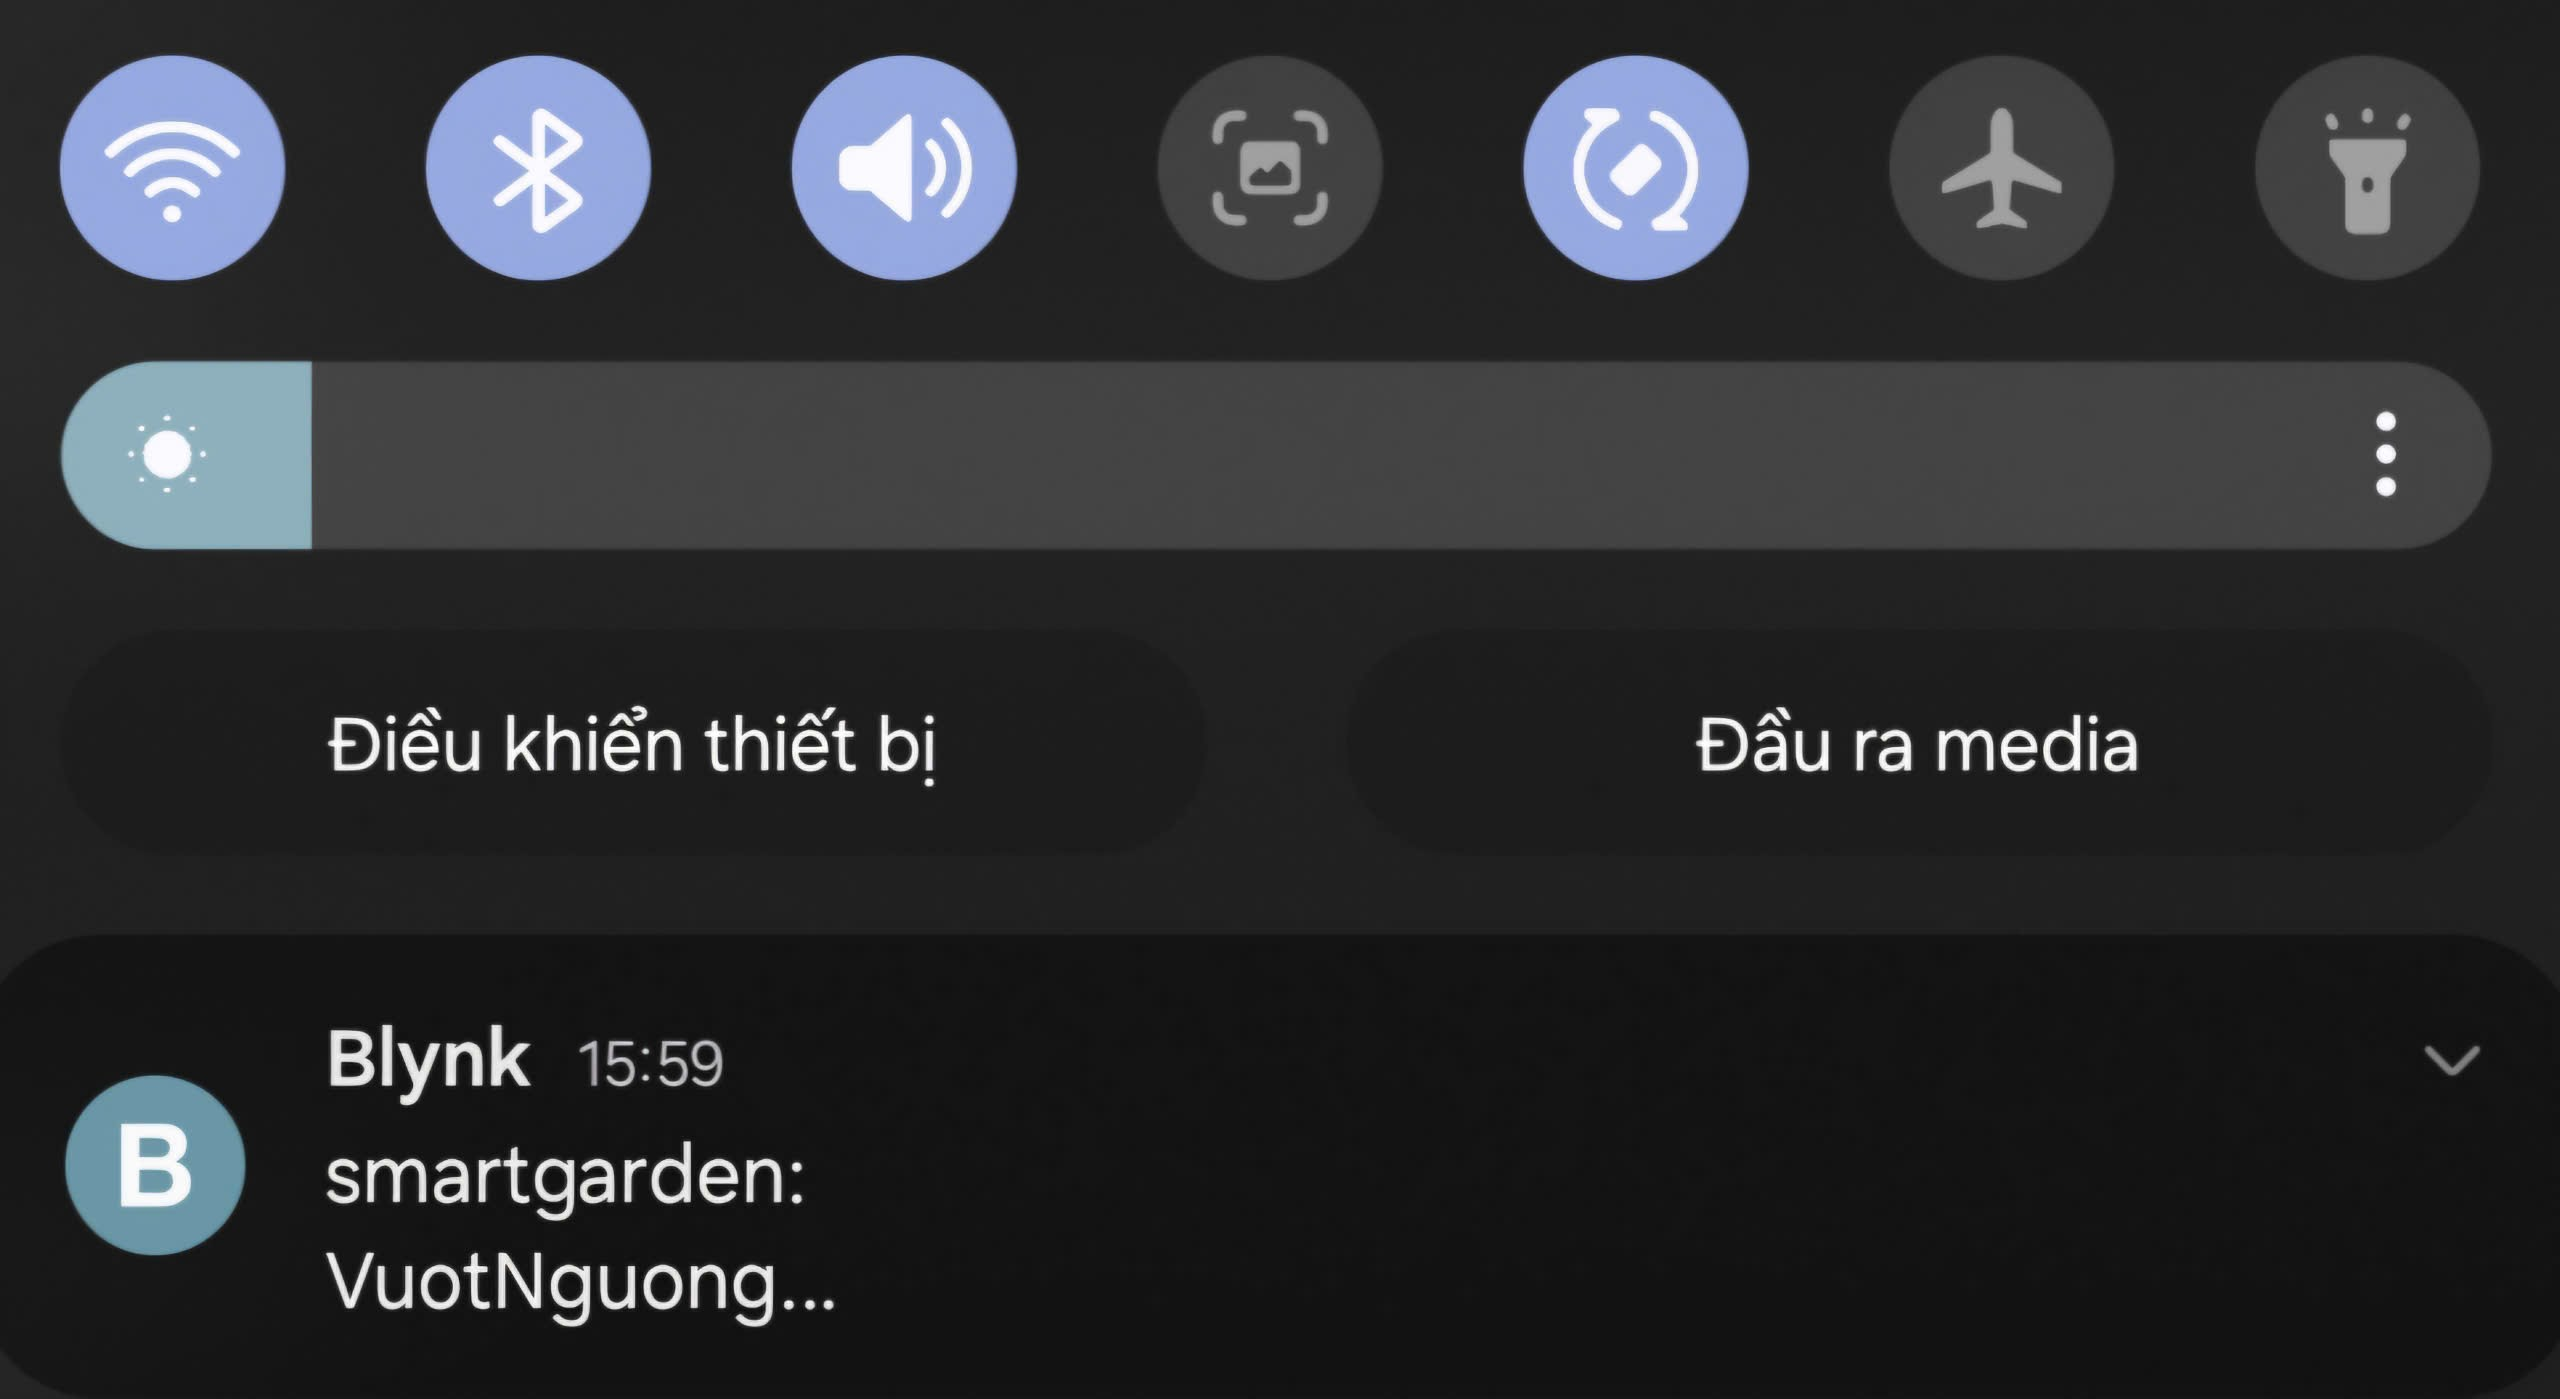 Điều khiển thiết bị
Đầu ra media
Blynk 15:59
B
smartgarden:
VuotNguong...